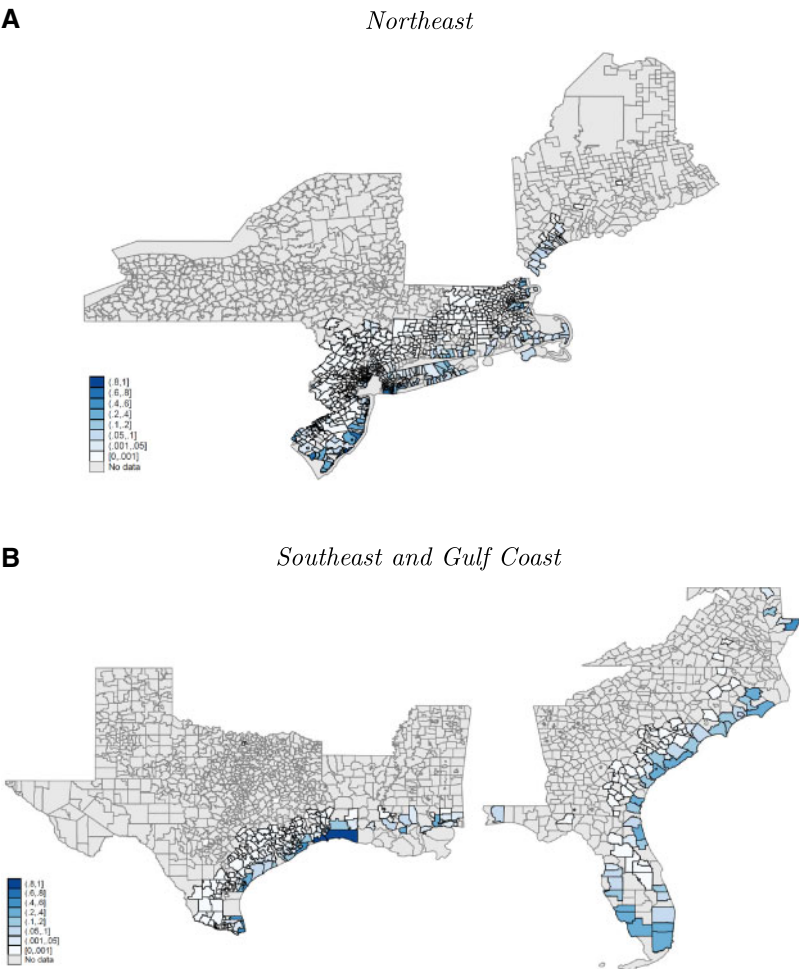 A
Northeast
(.8,1]
(.6,.8]
(.4,.6]
(.2,.4]
(.1,.2]
(.05,.1]
(.001,.05]
[0,.001]
No data
B
Southeast and Gulf Coast
(.8,1]
(.6,.8]
(.4,.6]
(.2,.4]
(.1,.2]
(.05,.1]
(.001,.05]
[0,.001]
No data